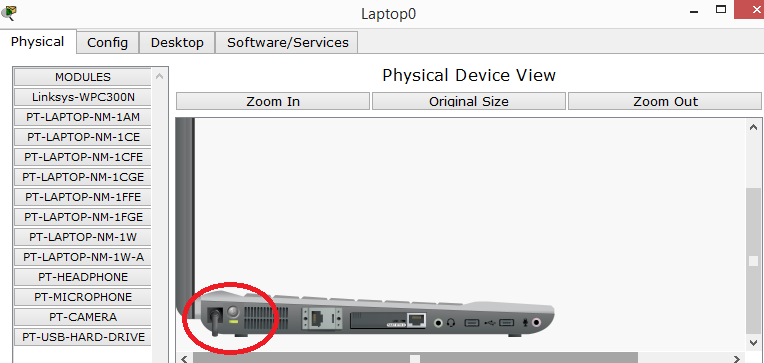 Laptop0
Physical Config Desktop Software/Services
MODULES
Linksys-WPC300N
PT-LAPTOP-NM-1AM
PT-LAPTOP-NM-1CE
PT-LAPTOP-NM-1CFE
PT-LAPTOP-NM-1CGE
PT-LAPTOP-NM-1FFE
PT-LAPTOP-NM-1FGE
PT-LAPTOP-NM-1W
PT-LAPTOP-NM-1W-A
PT-HEADPHONE
PT-MICROPHONE
PT-CAMERA
PT-USB-HARD-DRIVE
Physical Device View
Zoom In Original Size Zoom Out